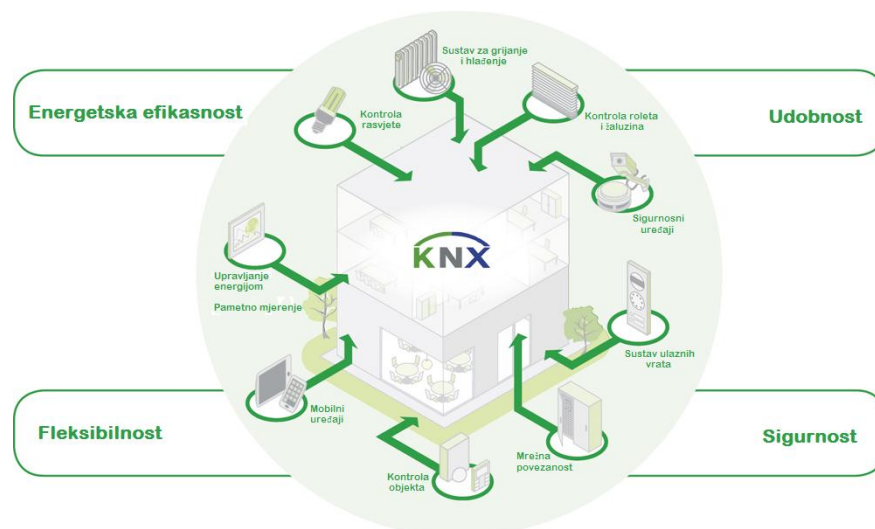 Sustav za grijanje
i hlađenje
Energetska efikasnost
Kontrola
rasvjete
Kontrola roleta
i žaluzina
Udobnost
Sigurnosni
uređaji
KNX
Upravljanje
energijom
Pametno mjerenje
Sustav ulaznih
vrata
Mobilni
uređaji
Fleksibilnost
Kontrola
objekta
Mrežna
povezanost
Sigurnost